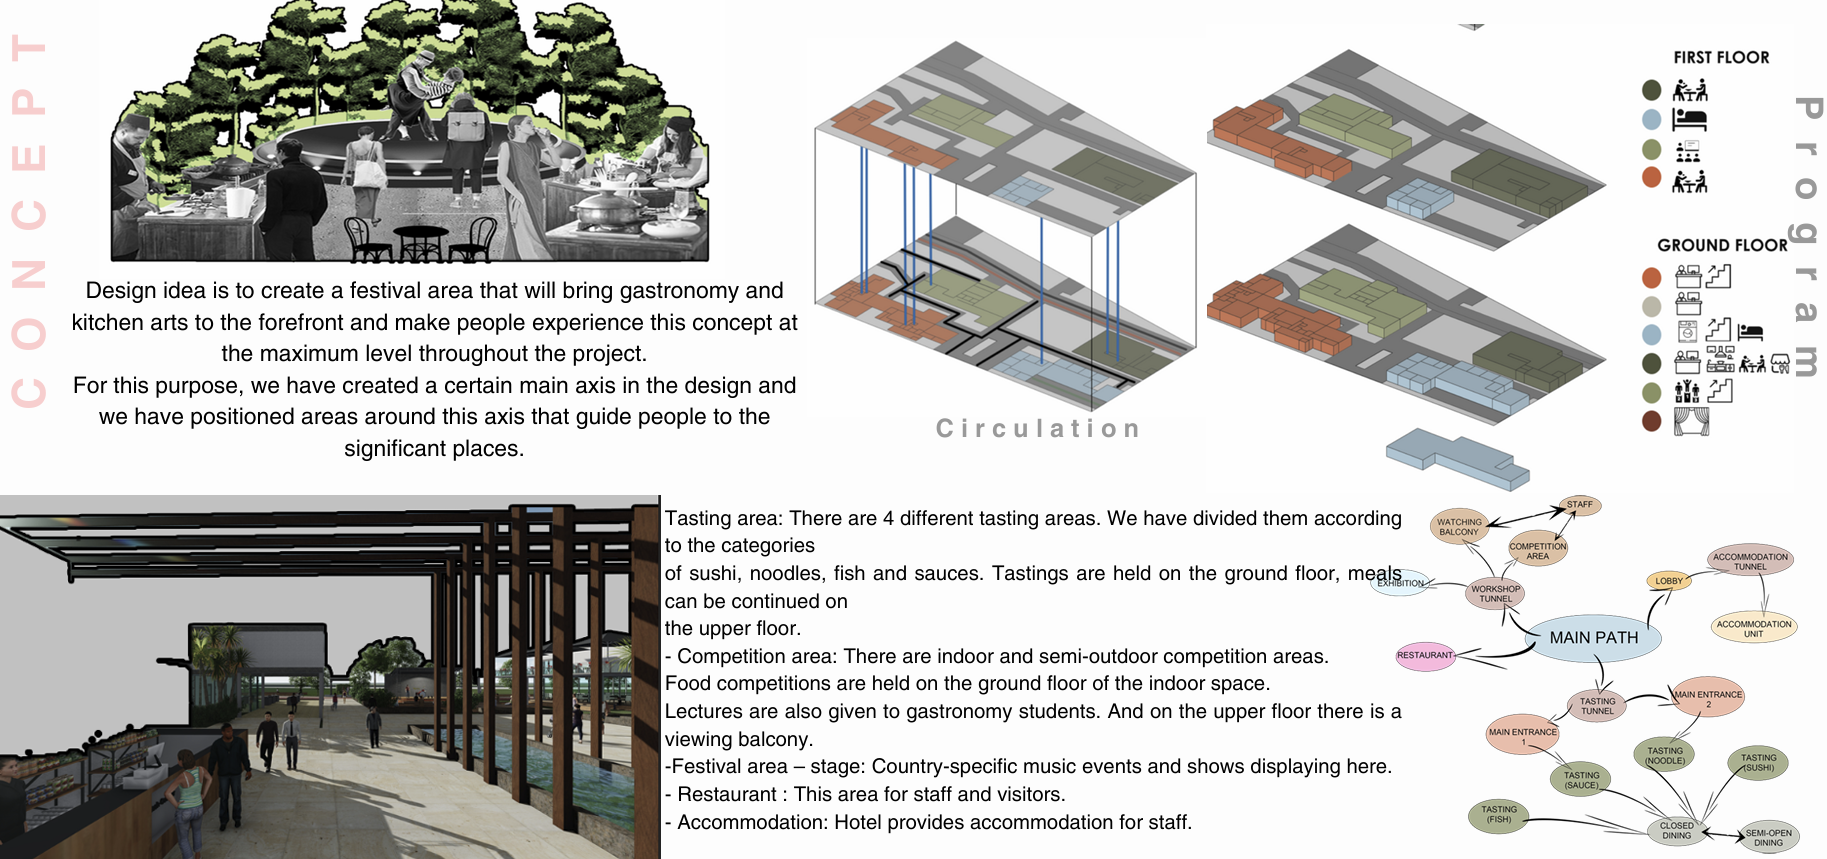 CONCEPT
Design idea is to create a festival area that will bring gastronomy and
kitchen arts to the forefront and make people experience this concept at
the maximum level throughout the project.
For this purpose, we have created a certain main axis in the design and
we have positioned areas around this axis that guide people to the
significant places.
Circulation
FIRST FLOOR
GROUND FLOOR
Program
Tasting area: There are 4 different tasting areas. We have divided them according
to the categories
of sushi, noodles, fish and sauces. Tastings are held on the ground floor, meals
can be continued on
the upper floor.
- Competition area: There are indoor and semi-outdoor competition areas.
Food competitions are held on the ground floor of the indoor space.
Lectures are also given to gastronomy students. And on the upper floor there is a
viewing balcony.
-Festival area – stage: Country-specific music events and shows displaying here.
- Restaurant : This area for staff and visitors.
- Accommodation: Hotel provides accommodation for staff.
STAFF
WATCHING
BALCONY
COMPETITION
AREA
EXHIBITION
WORKSHOP
TUNNEL
LOBBY
ACCOMMODATION
TUNNEL
ACCOMMODATION
UNIT
MAIN PATH
RESTAURANT
TASTING
TUNNEL
MAIN ENTRANCE
2
MAIN ENTRANCE
1
TASTING
(NOODLE)
TASTING
(SUSHI)
TASTING
(SAUCE)
TASTING
(FISH)
CLOSED
DINING
SEMI-OPEN
DINING